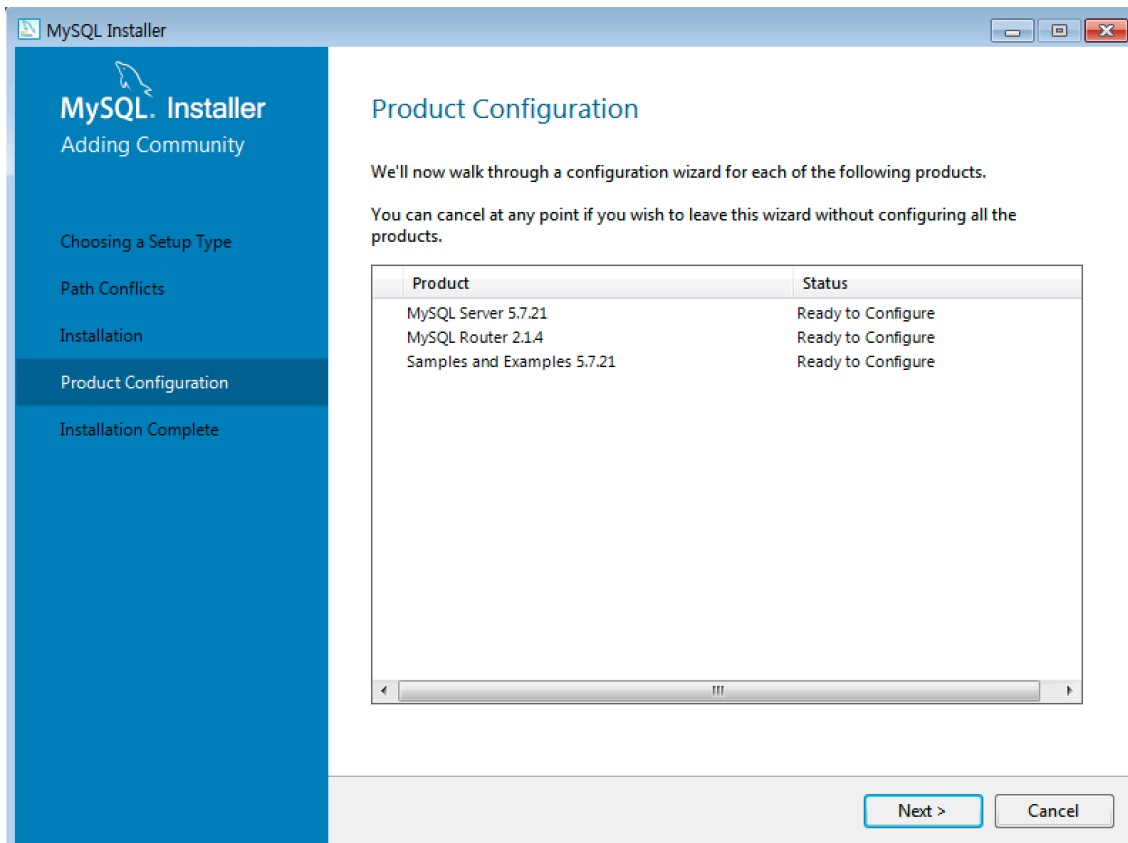 MySQL Installer
MySQL. Installer
Adding Community
Choosing a Setup Type
Path Conflicts
Installation
Product Configuration
Installation Complete
Product Configuration
We'll now walk through a configuration wizard for each of the following products.
You can cancel at any point if you wish to leave this wizard without configuring all the
products.
Product Status
MySQL Server 5.7.21 Ready to Configure
MySQL Router 2.1.4 Ready to Configure
Samples and Examples 5.7.21 Ready to Configure
Next > Cancel